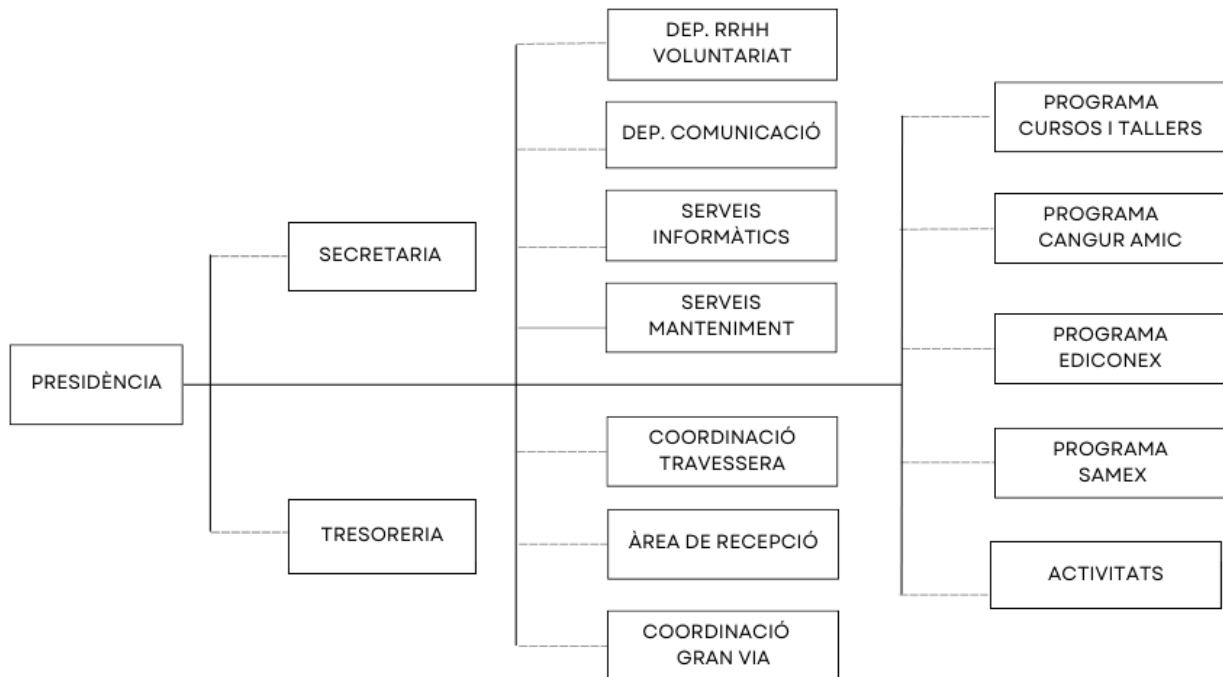 PRESIDÈNCIA
SECRETARIA
TRESORERIA
DEP. RRHH
VOLUNTARIAT
DEP. COMUNICACIÓ
SERVEIS
INFORMÀTICS
SERVEIS
MANTENIMENT
COORDINACIÓ
TRAVESSERA
ÀREA DE RECEPCIÓ
COORDINACIÓ
GRAN VIA
PROGRAMA
CURSOS I TALLERS
PROGRAMA
CANGUR AMIC
PROGRAMA
EDICONEX
PROGRAMA
SAMEX
ACTIVITATS